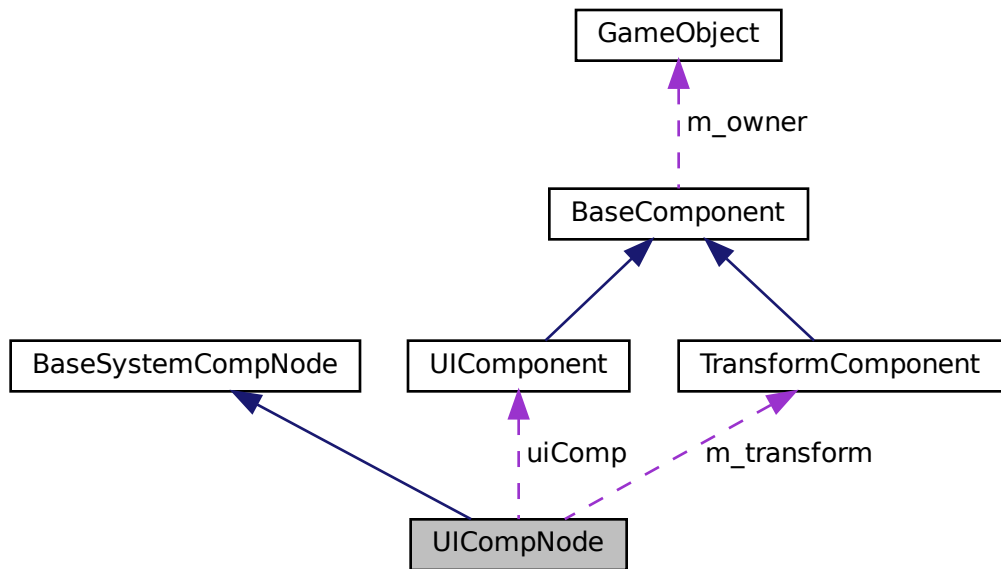 GameObject
m_owner
BaseComponent
BaseSystemCompNode
UIComponent
TransformComponent
uiComp
m_transform
UICompNode